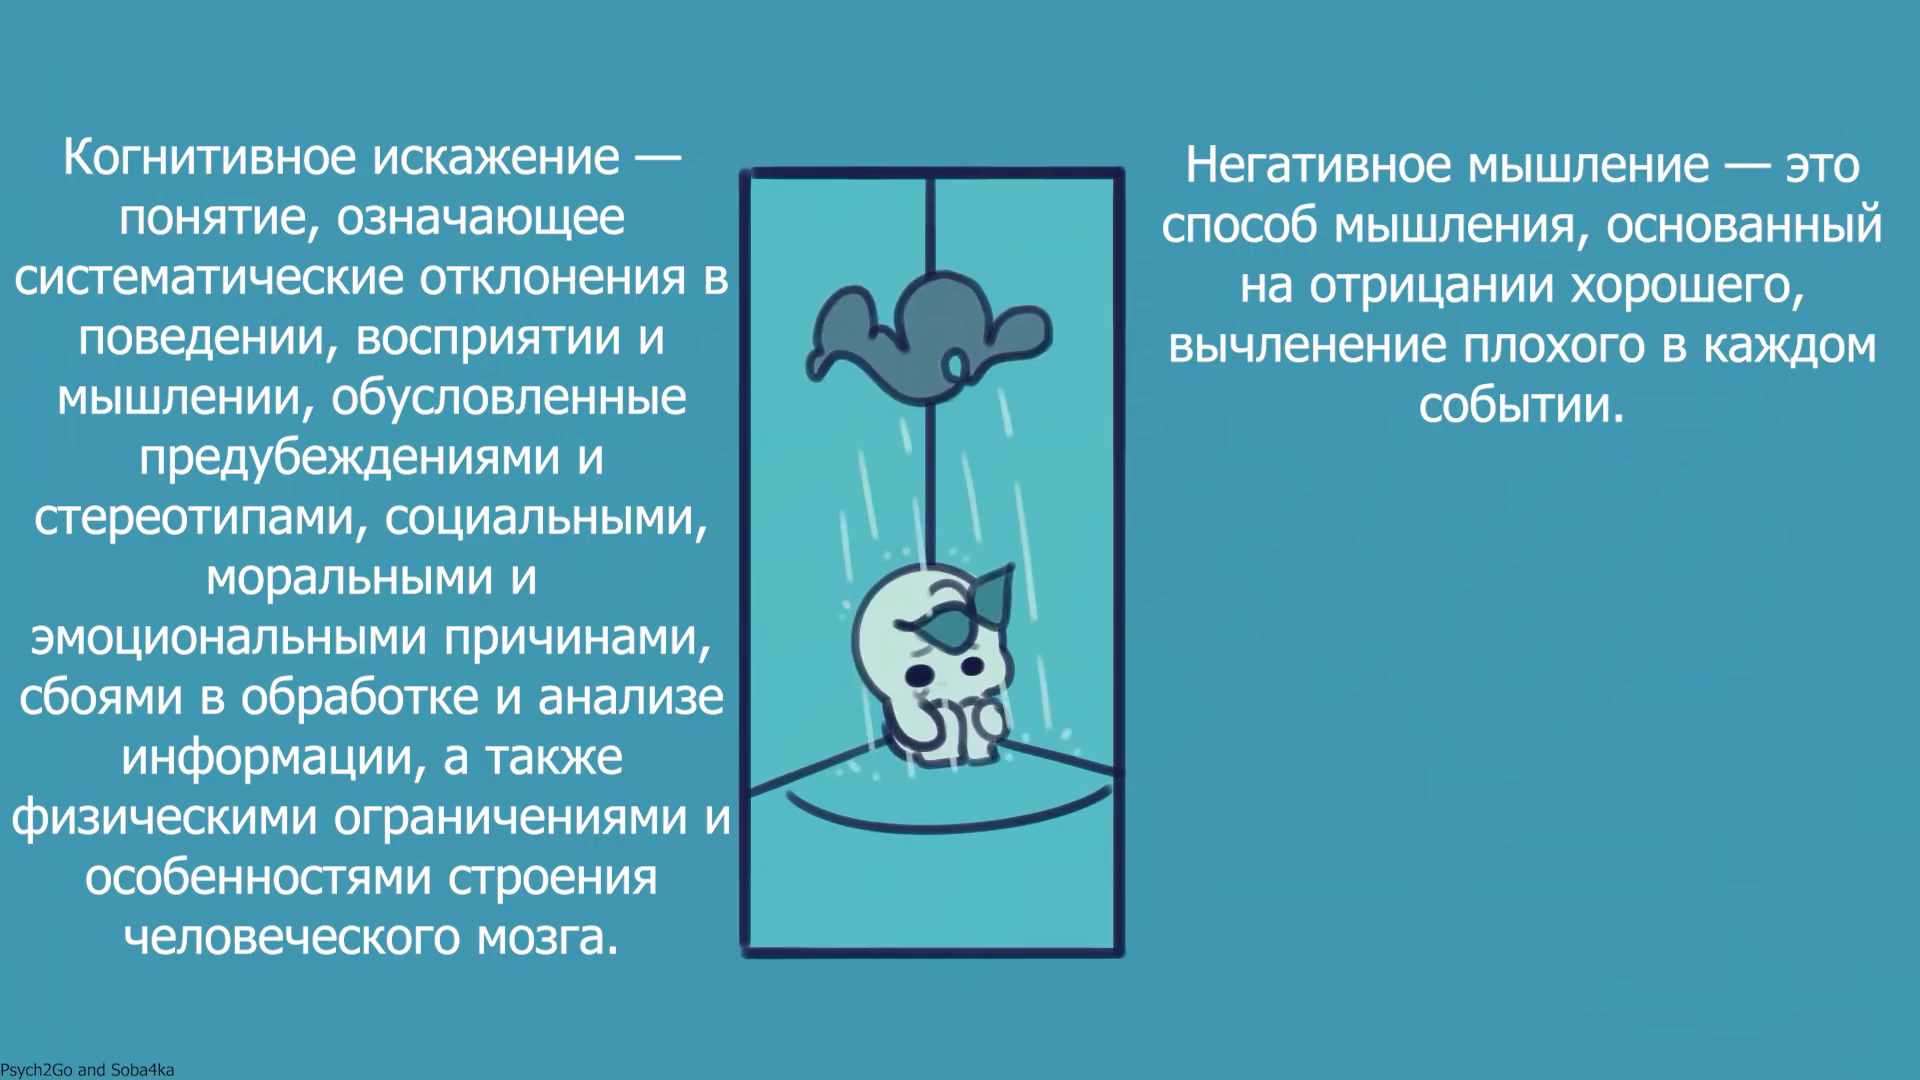 Когнитивное искажение —
понятие, означающее
систематические отклонения в
поведении, восприятии и
мышлении, обусловленные
предубеждениями и
стереотипами, социальными,
моральными и
эмоциональными причинами,
сбоями в обработке и анализе
информации, а также
физическими ограничениями и
особенностями строения
человеческого мозга.
Негативное мышление — это
способ мышления, основанный
на отрицании хорошего,
вычленение плохого в каждом
событии.
Psych2Go and Soba4ka